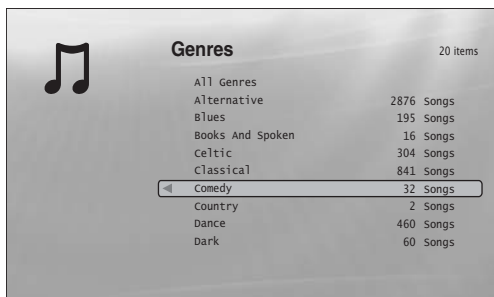 Genres
20 items
All Genres
Alternative 2876 Songs
Blues 195 Songs
Books And Spoken 16 Songs
Celtic 304 Songs
Classical 841 Songs
Comedy 32 Songs
Country 2 Songs
Dance 460 Songs
Dark 60 Songs